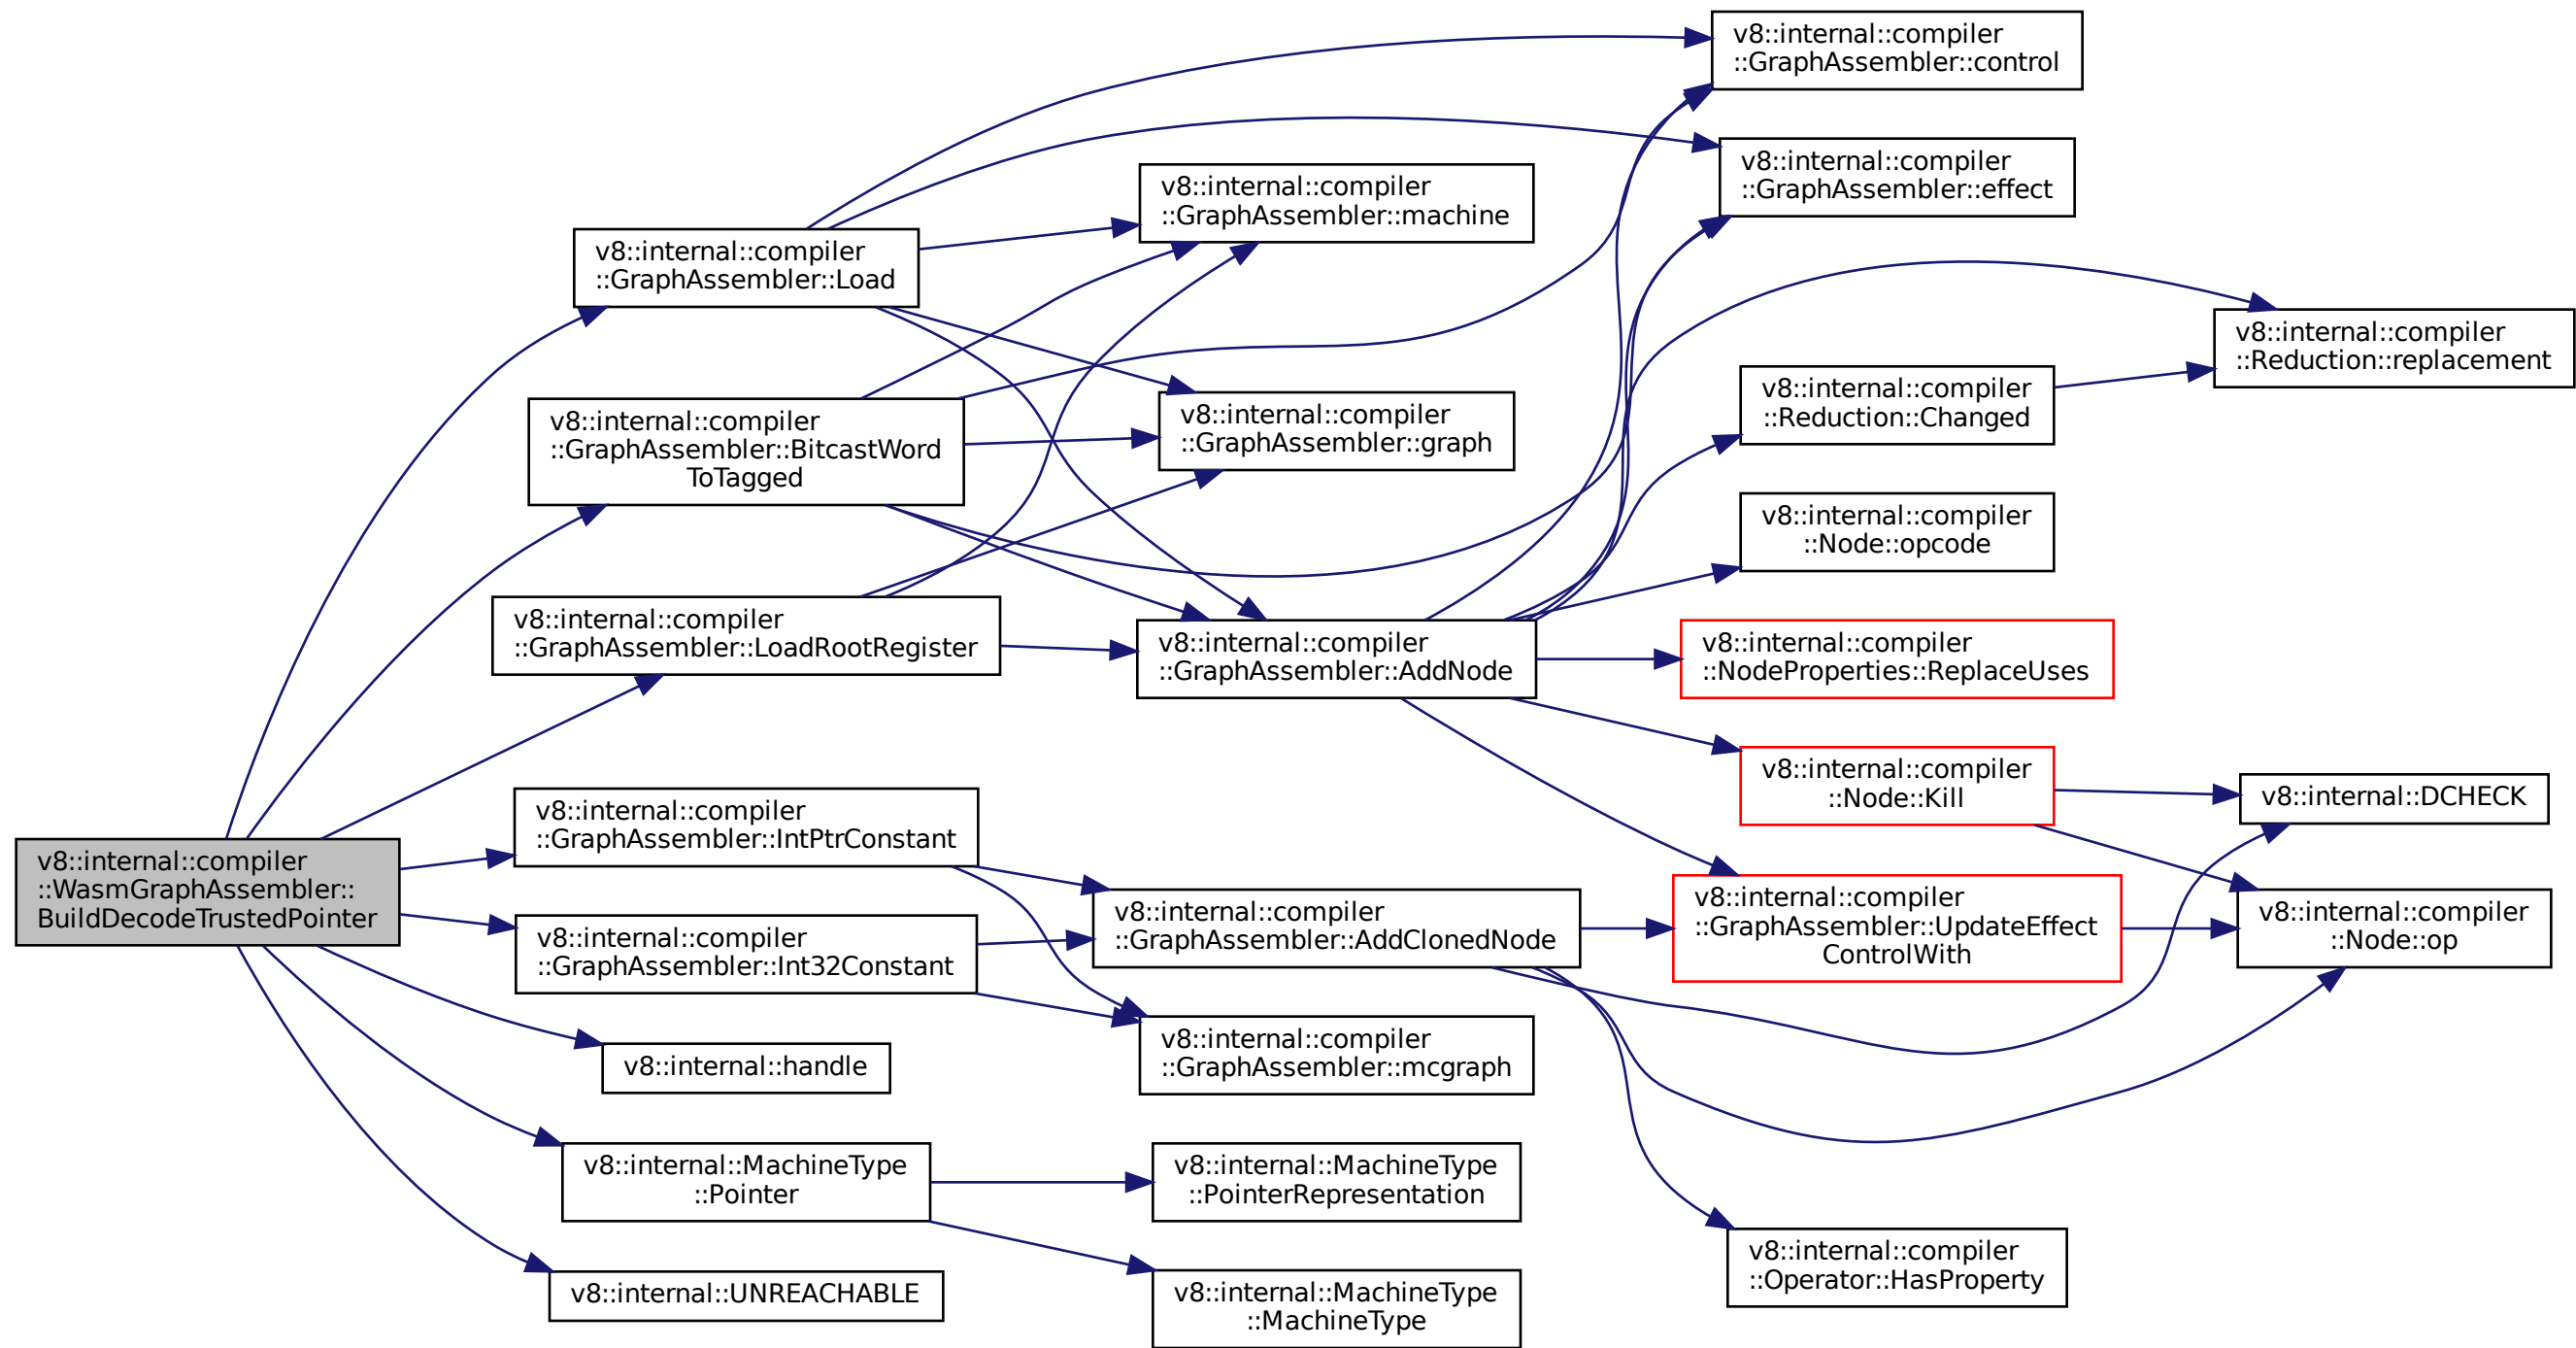 v8::internal::compiler
::WasmGraphAssembler::
BuildDecodeTrustedPointer
v8::internal::compiler
::GraphAssembler::Load
v8::internal::compiler
::GraphAssembler::BitcastWord
ToTagged
v8::internal::compiler
::GraphAssembler::LoadRootRegister
v8::internal::compiler
::GraphAssembler::IntPtrConstant
v8::internal::compiler
::GraphAssembler::Int32Constant
v8::internal::handle
v8::internal::MachineType
::Pointer
v8::internal::UNREACHABLE
v8::internal::compiler
::GraphAssembler::machine
v8::internal::compiler
::GraphAssembler::graph
v8::internal::compiler
::GraphAssembler::AddNode
v8::internal::compiler
::GraphAssembler::AddClonedNode
v8::internal::compiler
::GraphAssembler::mcgraph
v8::internal::MachineType
::PointerRepresentation
v8::internal::MachineType
::MachineType
v8::internal::compiler
::GraphAssembler::control
v8::internal::compiler
::GraphAssembler::effect
v8::internal::compiler
::Reduction::Changed
v8::internal::compiler
::Node::opcode
v8::internal::compiler
::NodeProperties::ReplaceUses
v8::internal::compiler
::Node::Kill
v8::internal::compiler
::GraphAssembler::UpdateEffect
ControlWith
v8::internal::compiler
::Operator::HasProperty
v8::internal::compiler
::Reduction::replacement
v8::internal::DCHECK
v8::internal::compiler
::Node::op